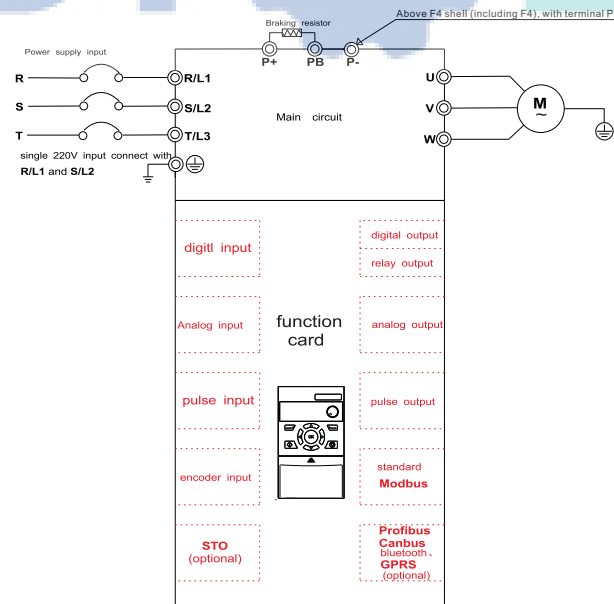 Above F4 shell (including F4), with terminal P
Braking resistor
P+ PB P-
Power supply input
R R/L1
S S/L2
T T/L3
single 220V input connect with
R/L1 and S/L2
Main circuit
U
V
W
M
~
digitl input
digital output
relay output
Analog input
function
card
analog output
pulse input
pulse output
encoder input
standard
Modbus
STO
(optional)
Profibus
Canbus
bluetooth、
GPRS
(optional)